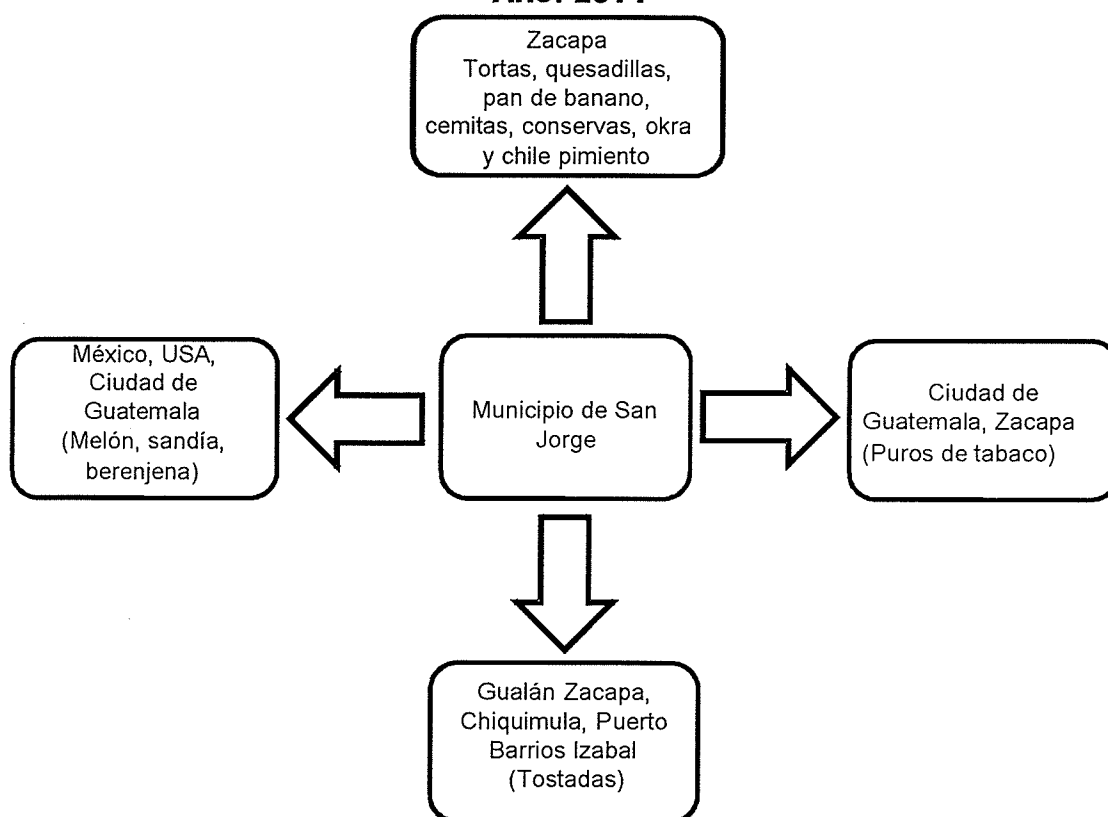 Zacapa
Tortas, quesadillas,
pan de banano,
cemitas, conservas, okra
y chile pimiento
México, USA,
Ciudad de
Guatemala
(Melón, sandía,
berenjena)
Municipio de San
Jorge
Ciudad de
Guatemala, Zacapa
(Puros de tabaco)
Gualán Zacapa,
Chiquimula, Puerto
Barrios Izabal
(Tostadas)